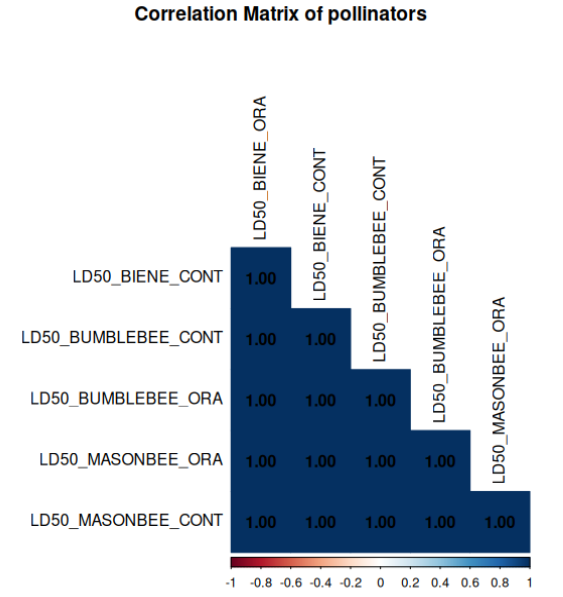 Correlation Matrix of pollinators
LD50_BIENE_ORA
LD50_BIENE_CONT
LD50_BUMBLEBEE_CONT
LD50_BUMBLEBEE_ORA
LD50_MASONBEE_ORA
LD50_BIENE_CONT 1.00
LD50_BUMBLEBEE_CONT 1.00 1.00
LD50_BUMBLEBEE_ORA 1.00 1.00 1.00
LD50_MASONBEE_ORA 1.00 1.00 1.00 1.00
LD50_MASONBEE_CONT 1.00 1.00 1.00 1.00 1.00
-1 -0.8 -0.6 -0.4 -0.2 0 0.2 0.4 0.6 0.8 1